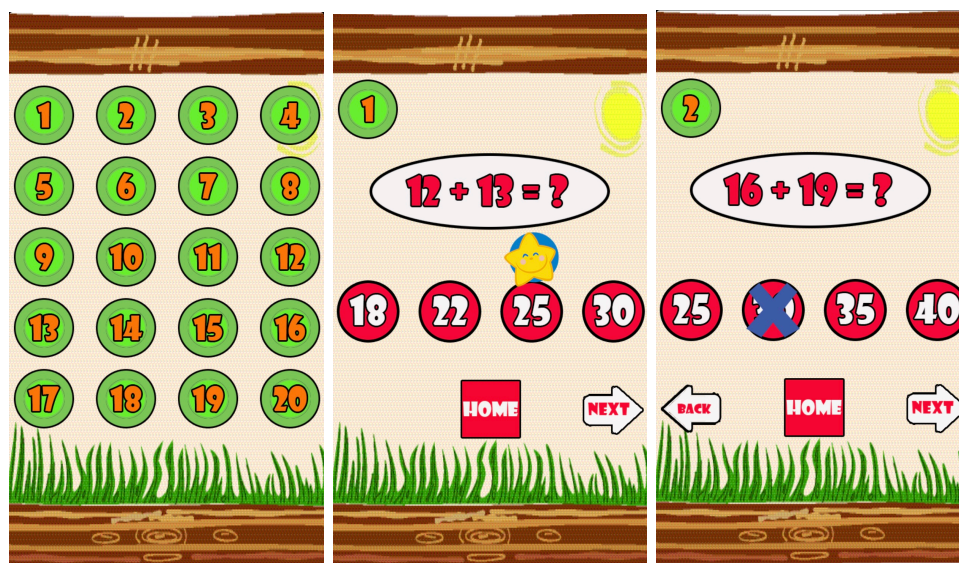 1 2 3 4
5 6 7 8
9 10 11 12
13 14 15 16
17 18 19 20
1
12 + 13 = ?
18 22 25 30
HOME NEXT
2
16 + 19 = ?
25 35 40
BACK HOME NEXT